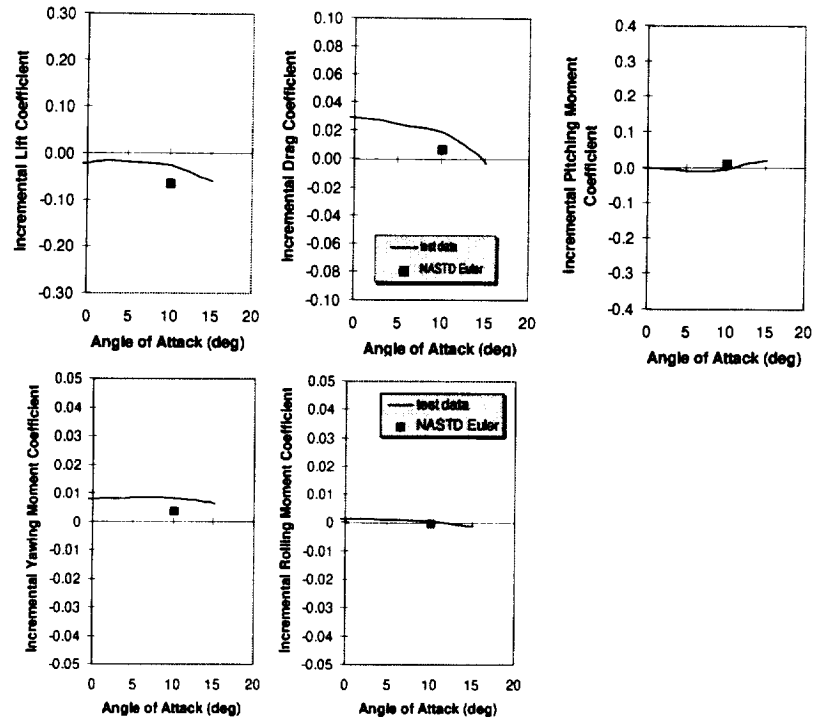 Incremental Lift Coefficient
0.30
0.20
0.10
0.00
-0.10
-0.20
-0.30
0 5 10 15 20
Angle of Attack (deg)
Incremental Drag Coefficient
0.10
0.08
0.06
0.04
0.02
0.00
-0.02
-0.04
-0.06
-0.08
-0.10
test data
NASTD Euler
0 5 10 15 20
Angle of Attack (deg)
Incremental Pitching Moment
Coefficient
0.4
0.3
0.2
0.1
0.0
-0.1
-0.2
-0.3
-0.4
0 5 10 15 20
Angle of Attack (deg)
Incremental Yawing Moment Coefficient
0.05
0.04
0.03
0.02
0.01
0
-0.01
-0.02
-0.03
-0.04
-0.05
0 5 10 15 20
Angle of Attack (deg)
Incremental Rolling Moment Coefficient
0.05
0.04
0.03
0.02
0.01
0
-0.01
-0.02
-0.03
-0.04
-0.05
test data
NASTD Euler
0 5 10 15 20
Angle of Attack (deg)